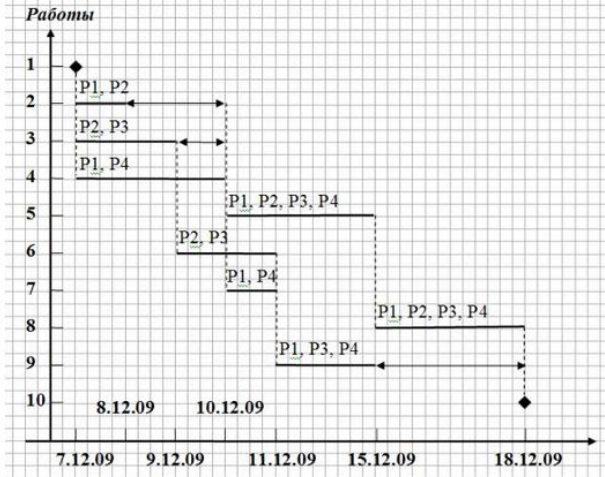 Работы
1
P1, P2
2
P2, P3
3
P1, P4
4
P1, P2, P3, P4
5
P2, P3
6
P1, P4
7
P1, P2, P3, P4
8
P1, P3, P4
9
10
8.12.09 10.12.09
7.12.09 9.12.09 11.12.09 15.12.09 18.12.09